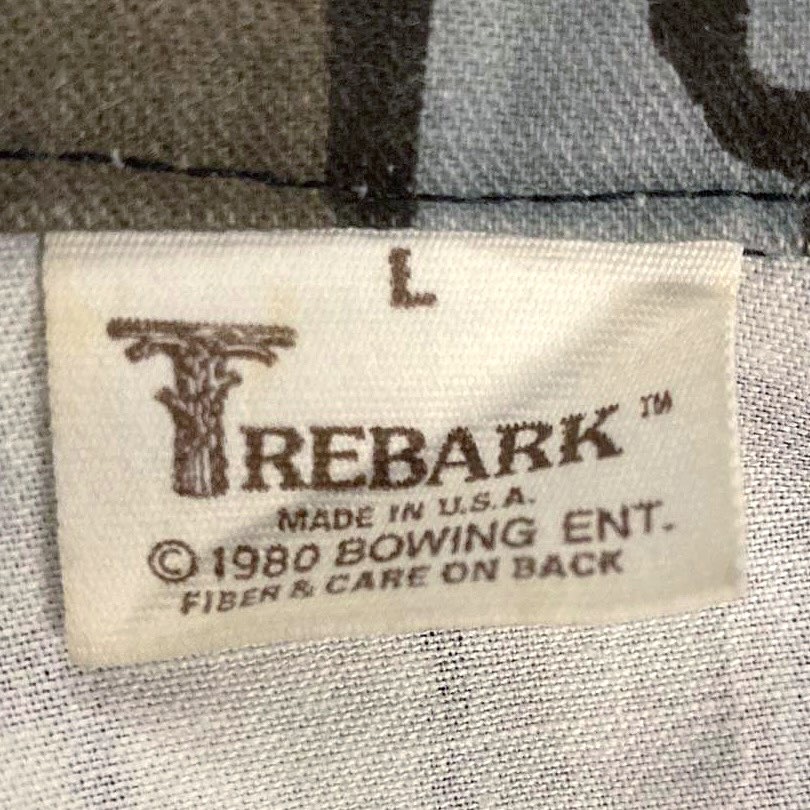 L
TREBARK™
MADE IN U.S.A.
© 1980 BOWING ENT.
FIBER & CARE ON BACK